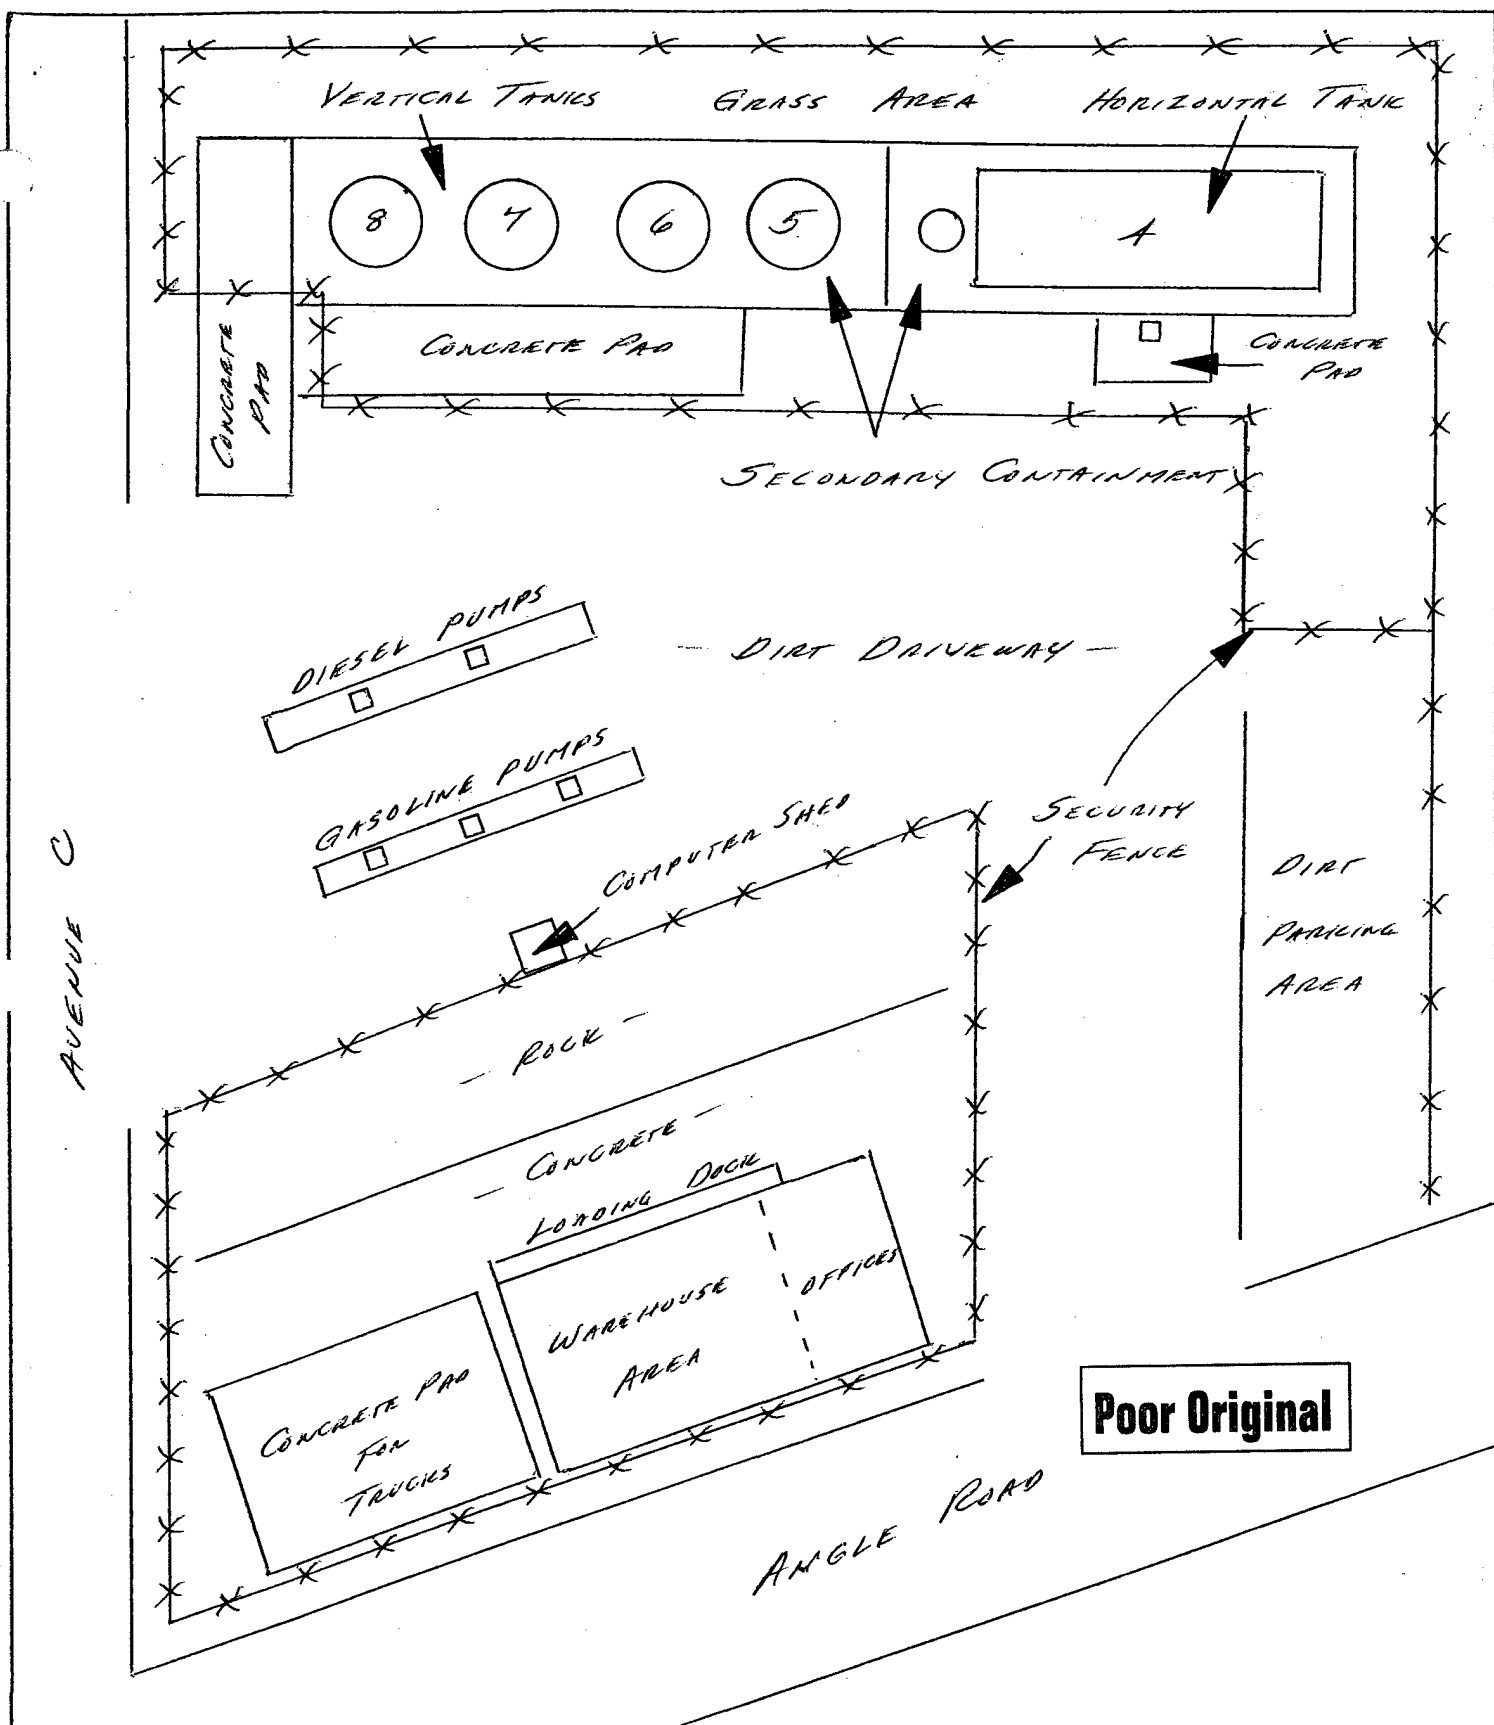 VERTICAL TANKS
GRASS AREA
HORIZONTAL TANK
8
7
6
5
4
CONCRETE PAD
CONCRETE
PAD
CONCRETE
PAD
SECONDARY CONTAINMENT
DIESEL PUMPS
— DIRT DRIVEWAY —
GASOLINE PUMPS
COMPUTER SHED
SECURITY
FENCE
DIRT
PARKING
AREA
AVENUE C
— ROCK —
— CONCRETE —
LOADING DOCK
WAREHOUSE
AREA
OFFICES
CONCRETE PAD
FOR
TRUCKS
Poor Original
ANGLE ROAD